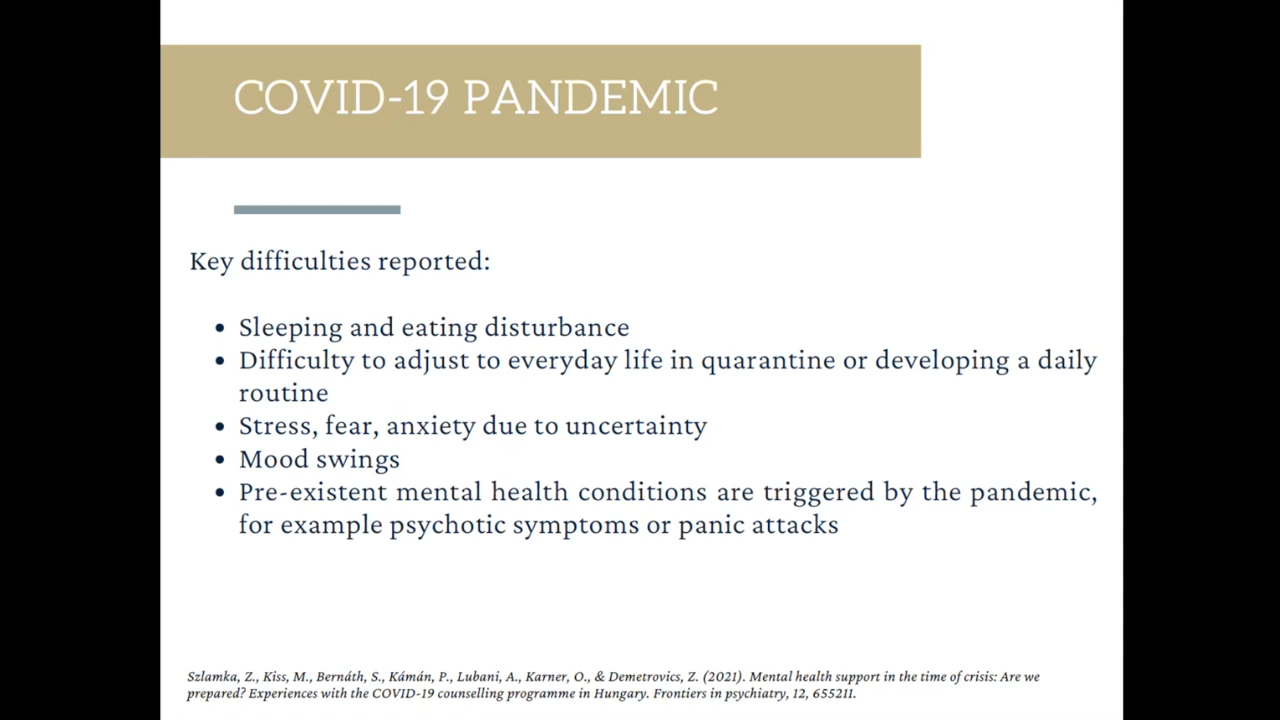 COVID-19 PANDEMIC
Key difficulties reported:
• Sleeping and eating disturbance
• Difficulty to adjust to everyday life in quarantine or developing a daily
routine
• Stress, fear, anxiety due to uncertainty
• Mood swings
• Pre-existent mental health conditions are triggered by the pandemic,
for example psychotic symptoms or panic attacks
Szlamka, Z., Kiss, M., Bernáth, S., Kámán, P., Lubani, A., Karner, O., & Demetrovics, Z. (2021). Mental health support in the time of crisis: Are we
prepared? Experiences with the COVID-19 counselling programme in Hungary. Frontiers in psychiatry, 12, 655211.